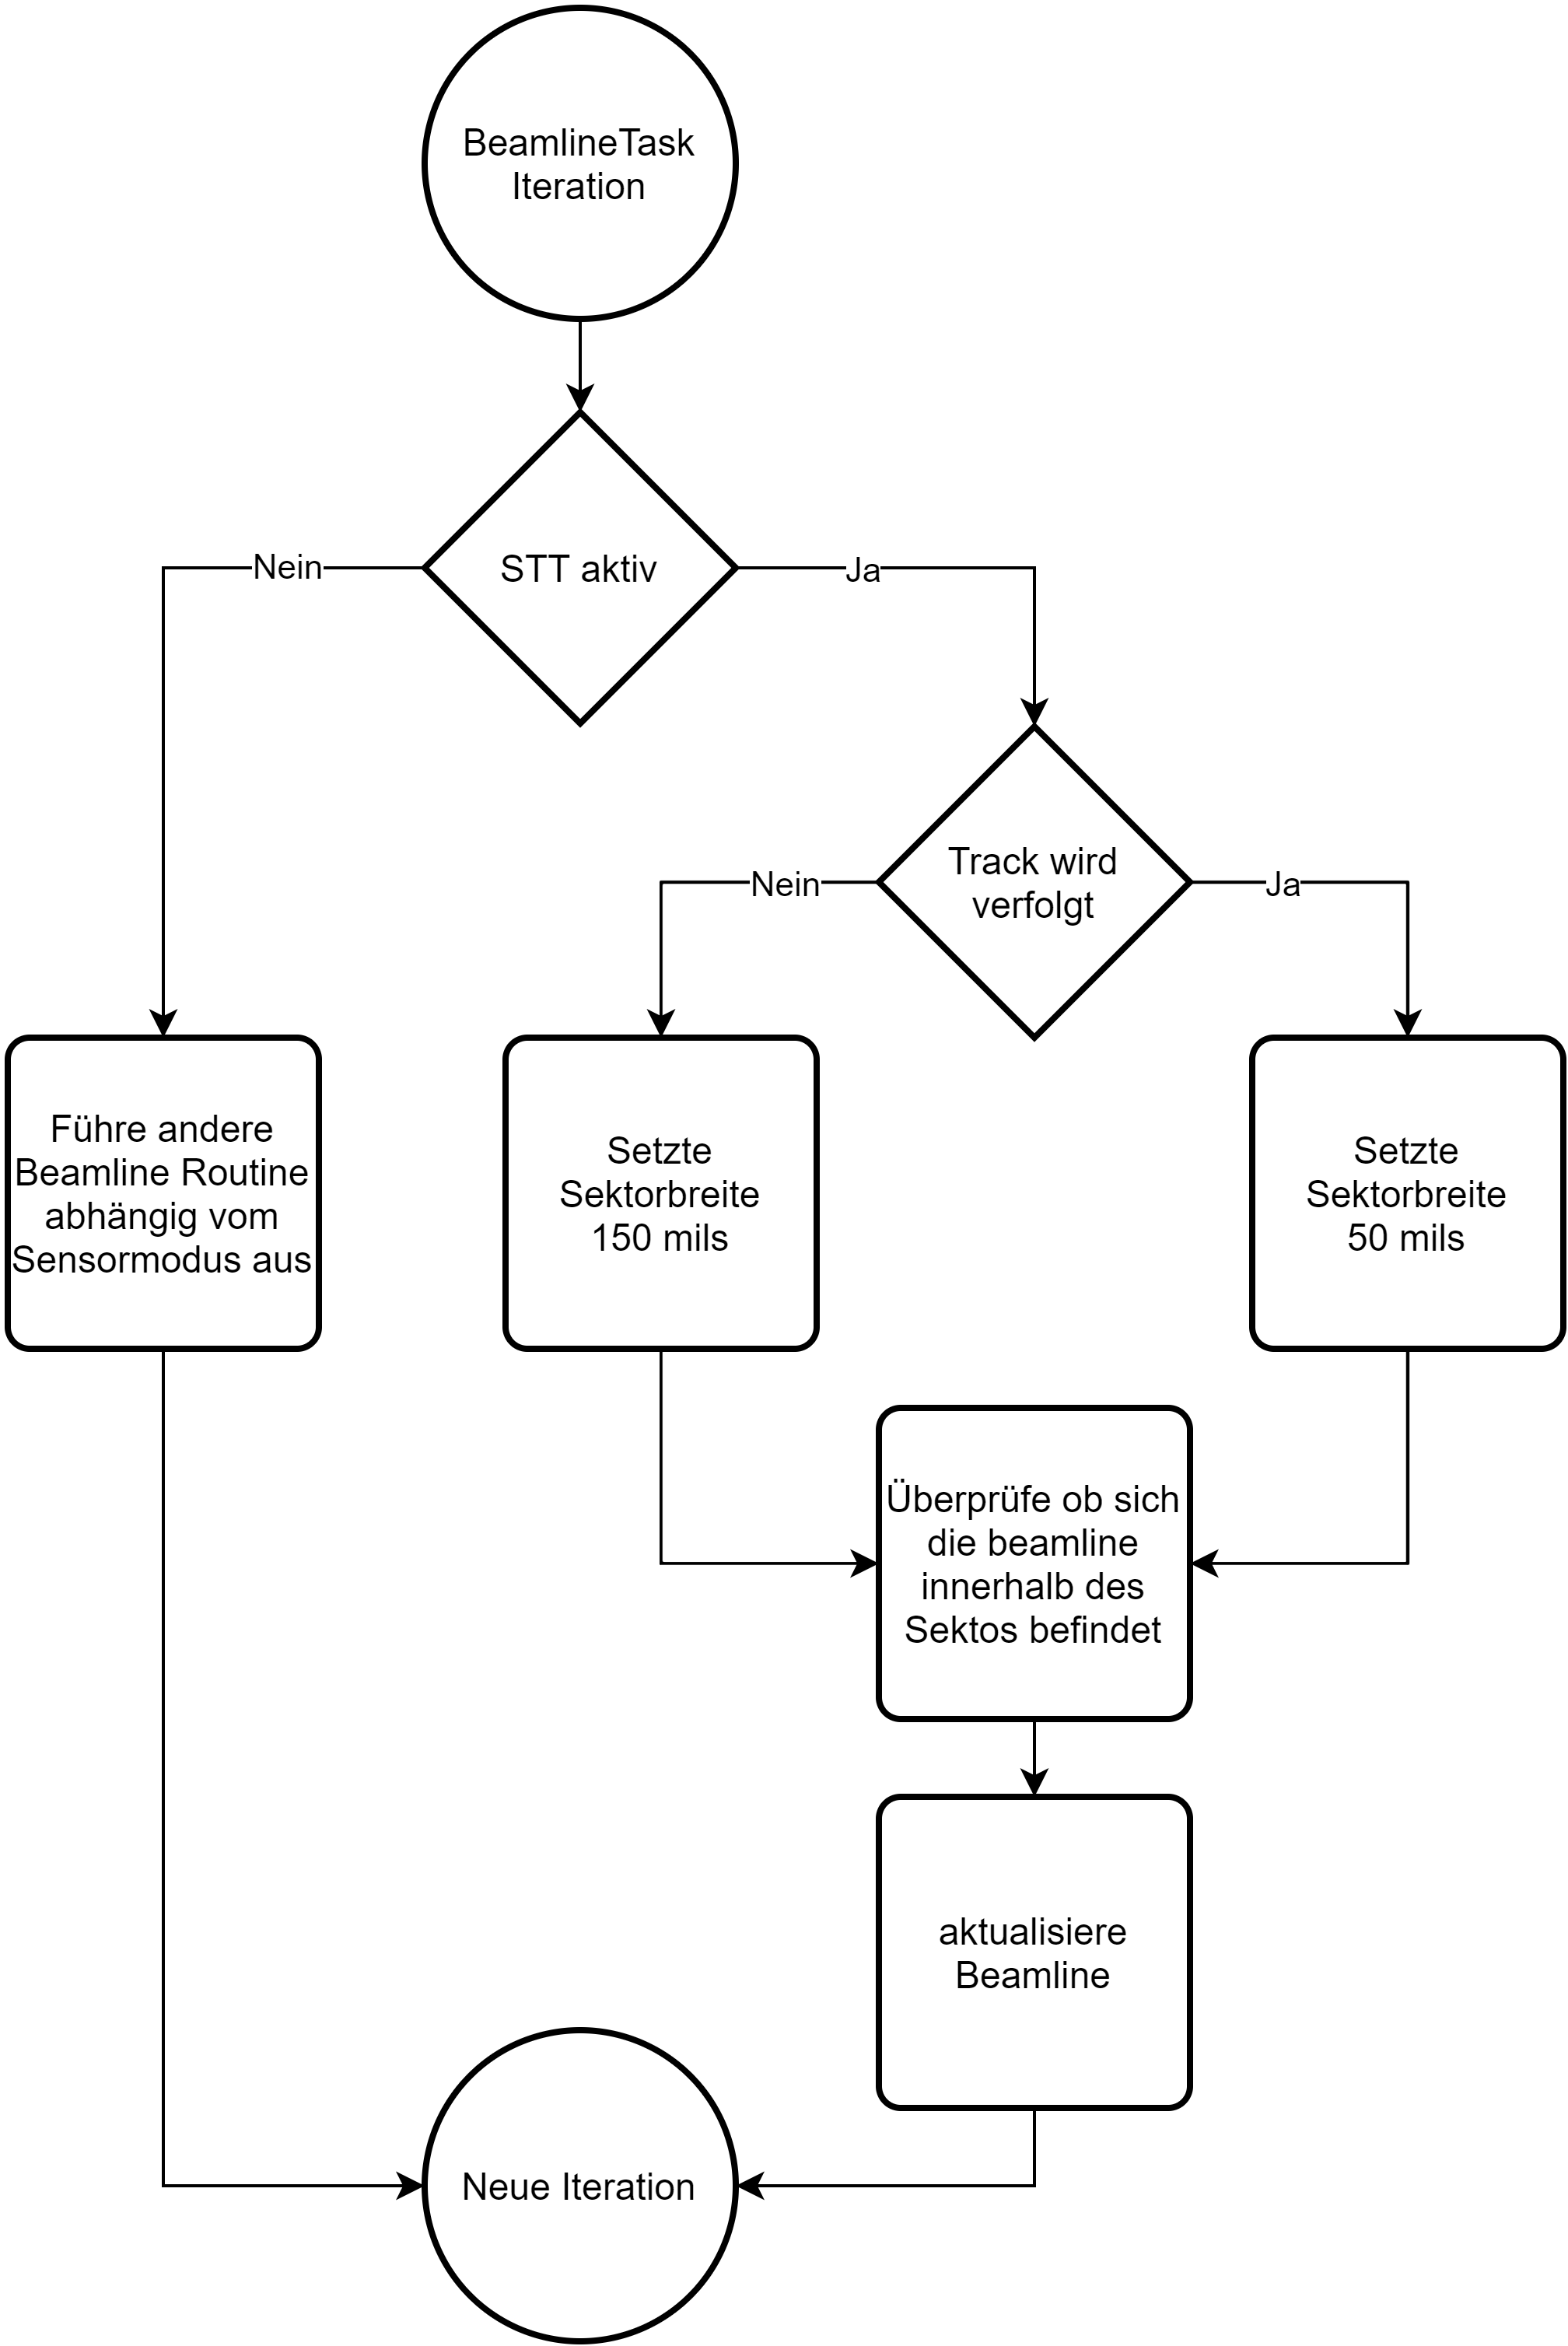 BeamlineTask
Iteration
STT aktiv
Nein
Ja
Track wird
verfolgt
Nein
Ja
Führe andere
Beamline Routine
abhängig vom
Sensormodus aus
Setzte
Sektorbreite
150 mils
Setzte
Sektorbreite
50 mils
Überprüfe ob sich
die beamline
innerhalb des
Sektos befindet
aktualisiere
Beamline
Neue Iteration